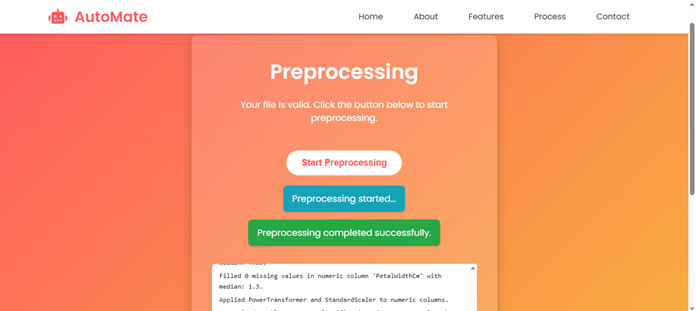 AutoMate
Home About Features Process Contact
Preprocessing
Your file is valid. Click the button below to start
preprocessing.
Start Preprocessing
Preprocessing started...
Preprocessing completed successfully.
Filled 0 missing values in numeric column 'PetalWidthCm' with
median: 1.3.
Applied PowerTransformer and StandardScaler to numeric columns.